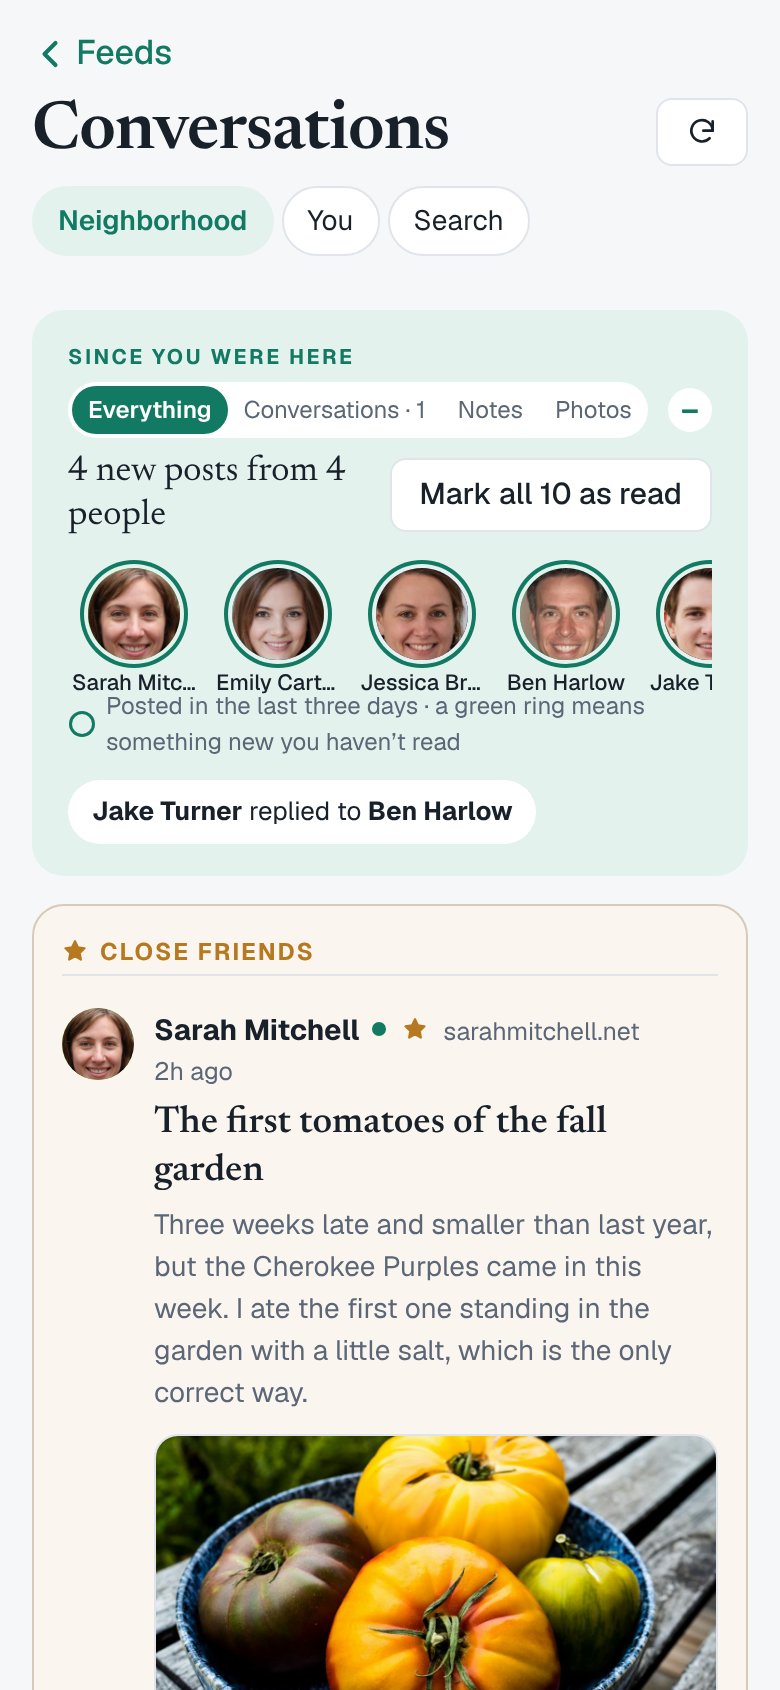 Feeds
Conversations
Neighborhood
You
Search
SINCE YOU WERE HERE
Everything
Conversations · 1
Notes
Photos
4 new posts from 4
people
Mark all 10 as read
Sarah Mitc...
Emily Cart...
Jessica Br...
Ben Harlow
Jake T
Posted in the last three days · a green ring means
something new you haven’t read
Jake Turner replied to Ben Harlow
CLOSE FRIENDS
Sarah Mitchell
sarahmitchell.net
2h ago
The first tomatoes of the fall
garden
Three weeks late and smaller than last year,
but the Cherokee Purples came in this
week. I ate the first one standing in the
garden with a little salt, which is the only
correct way.